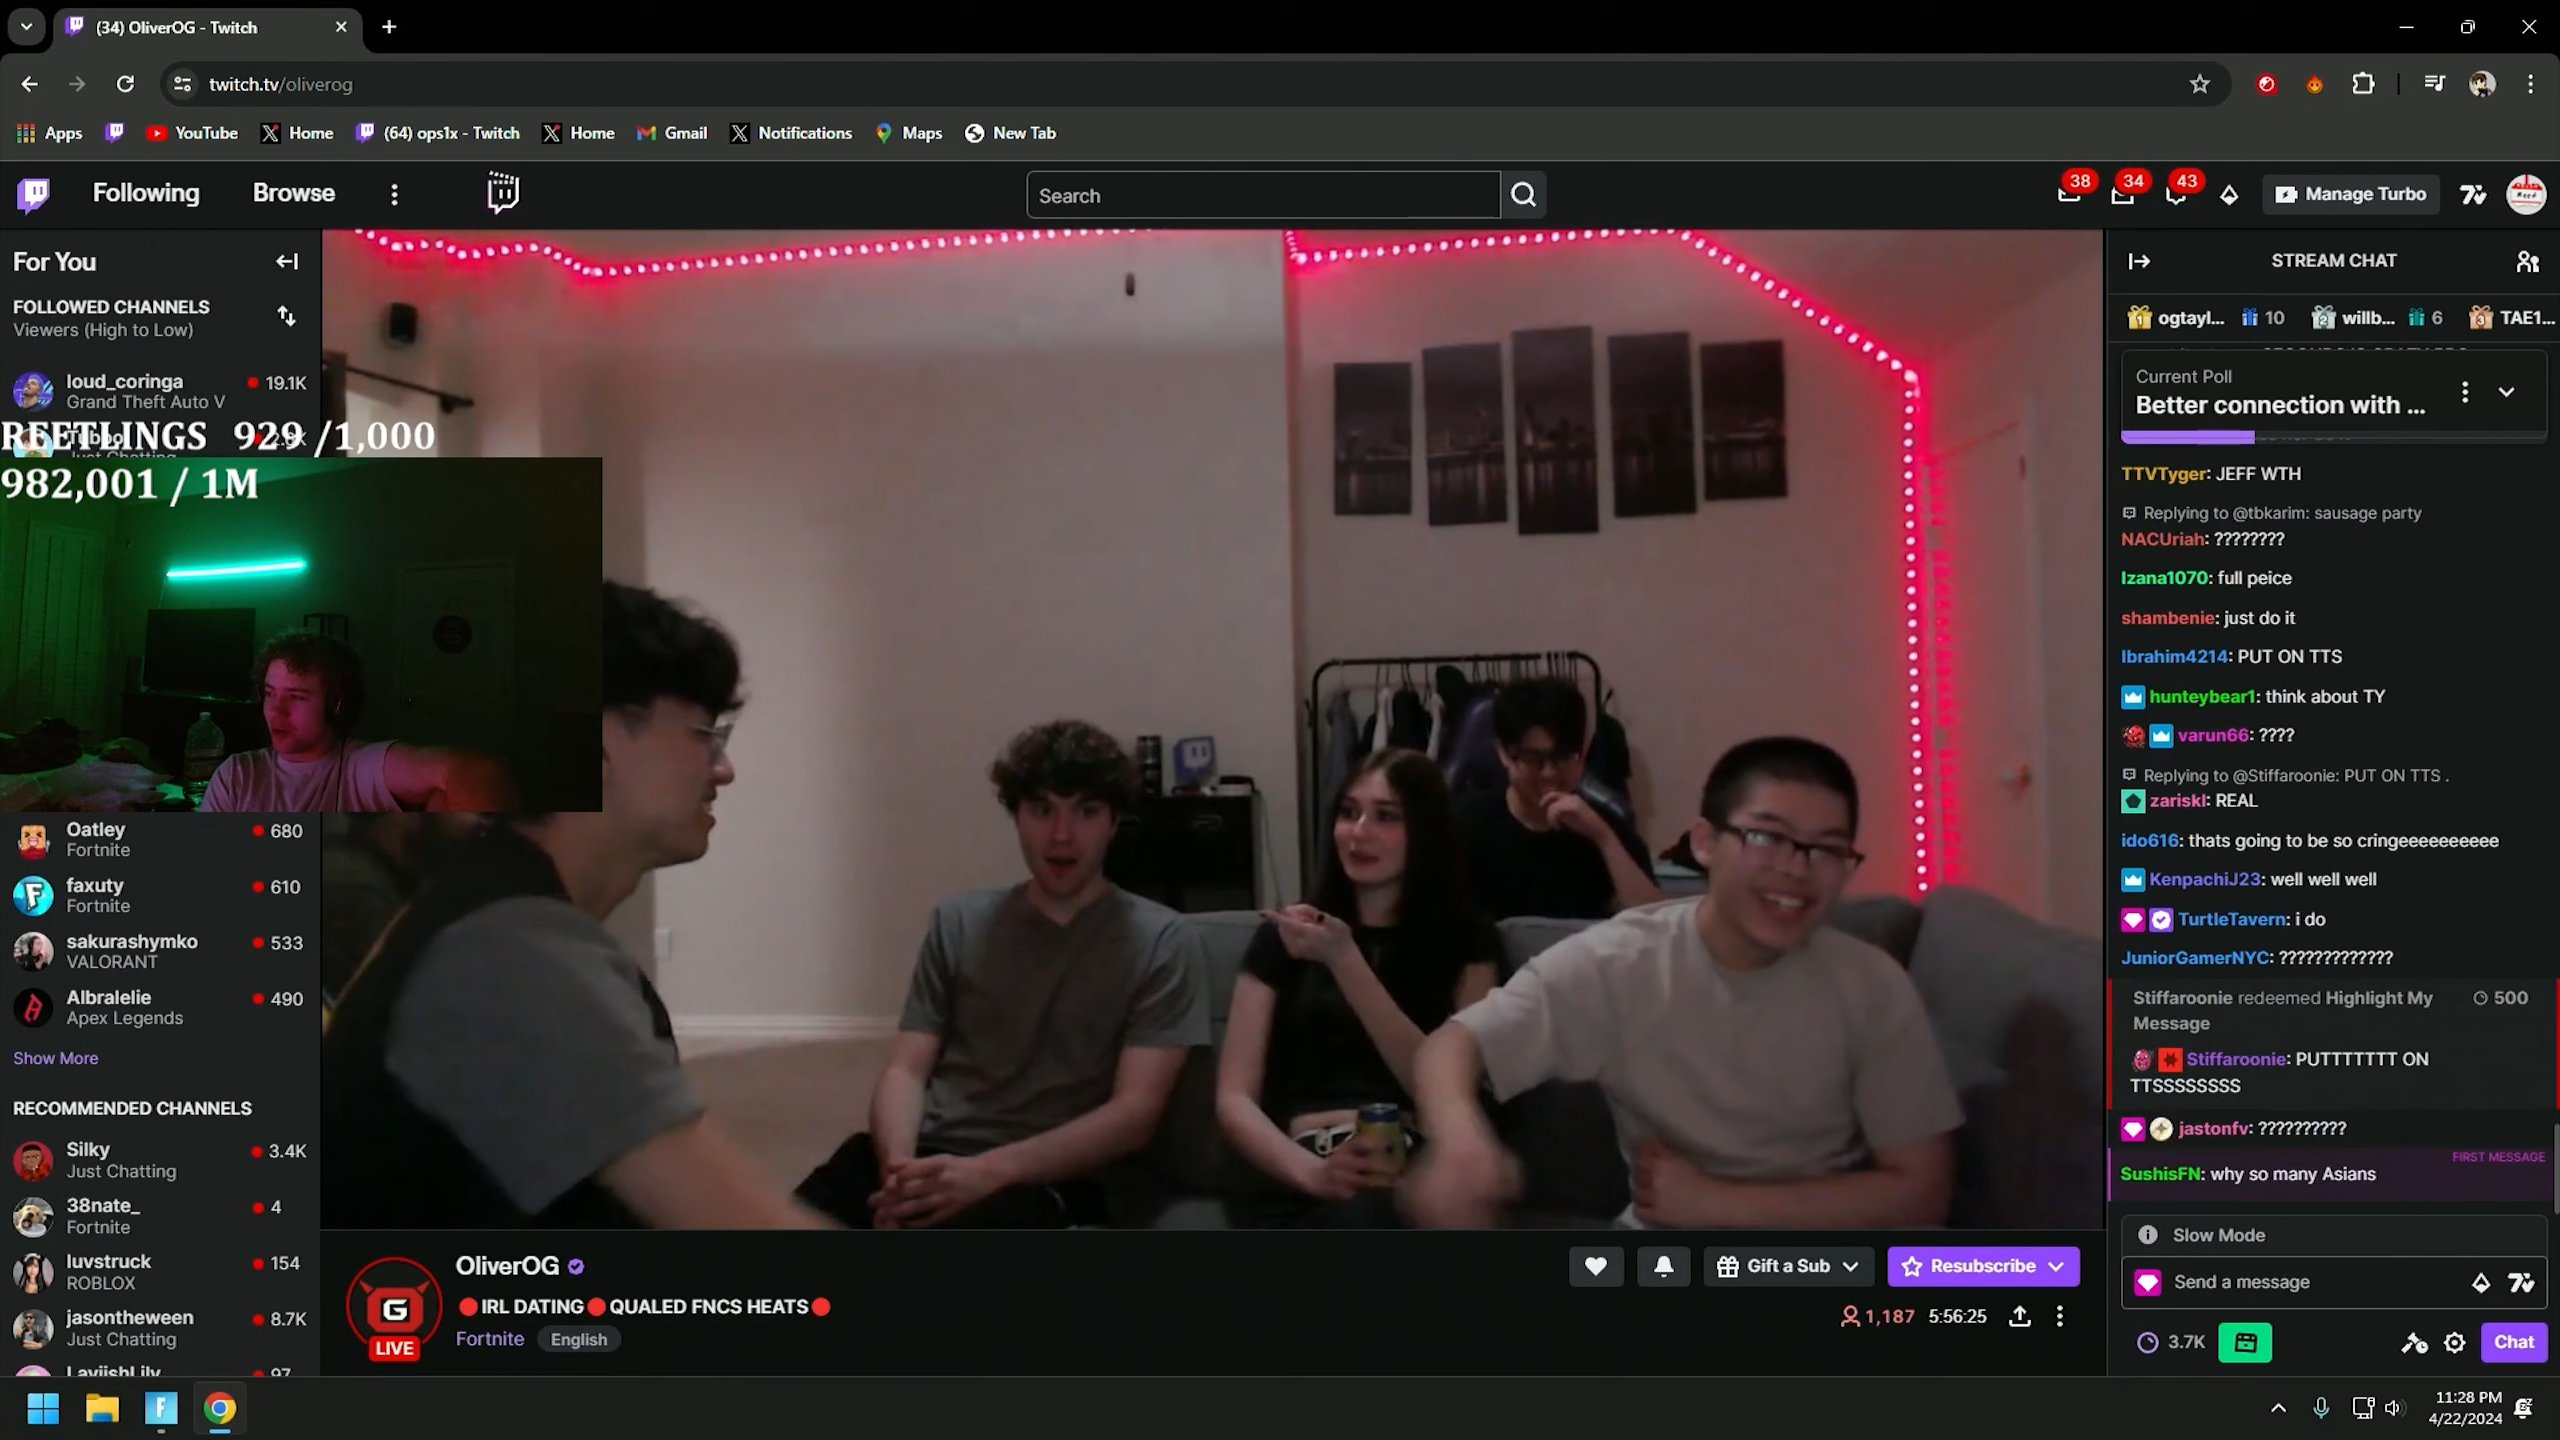 (34) OliverOG - Twitch
twitch.tv/oliverog
Apps
YouTube
Home
(64) ops1x - Twitch
Home
Gmail
Notifications
Maps
New Tab
Following
Browse
Search
38
34
43
Manage Turbo
For You
FOLLOWED CHANNELS
Viewers (High to Low)
loud_coringa
19.1K
Grand Theft Auto V
REETLINGS 929 /1,000
982,001 / 1M
Oatley
680
Fortnite
faxuty
610
Fortnite
sakurashymko
533
VALORANT
Albralelie
490
Apex Legends
Show More
RECOMMENDED CHANNELS
Silky
3.4K
Just Chatting
38nate_
4
Fortnite
luvstruck
154
ROBLOX
jasontheween
8.7K
Just Chatting
LaviishLily
97
G
LIVE
OliverOG
🔴IRL DATING🔴QUALED FNCS HEATS🔴
Fortnite
English
Gift a Sub
Resubscribe
1,187
5:56:25
STREAM CHAT
1 ogtayl... 10
2 willb... 6
3 TAE1...
Current Poll
Better connection with ...
TTVTyger: JEFF WTH
Replying to @tbkarim: sausage party
NACUriah: ????????
Izana1070: full peice
shambenie: just do it
Ibrahim4214: PUT ON TTS
hunteybear1: think about TY
varun66: ????
Replying to @Stiffaroonie: PUT ON TTS .
zariskl: REAL
ido616: thats going to be so cringeeeeeeeeee
KenpachiJ23: well well well
TurtleTavern: i do
JuniorGamerNYC: ?????????????
Stiffaroonie redeemed Highlight My
500
Message
Stiffaroonie: PUTTTTTTT ON
TTSSSSSSSS
jastonfv: ??????????
FIRST MESSAGE
SushisFN: why so many Asians
Slow Mode
Send a message
3.7K
Chat
11:28 PM
4/22/2024